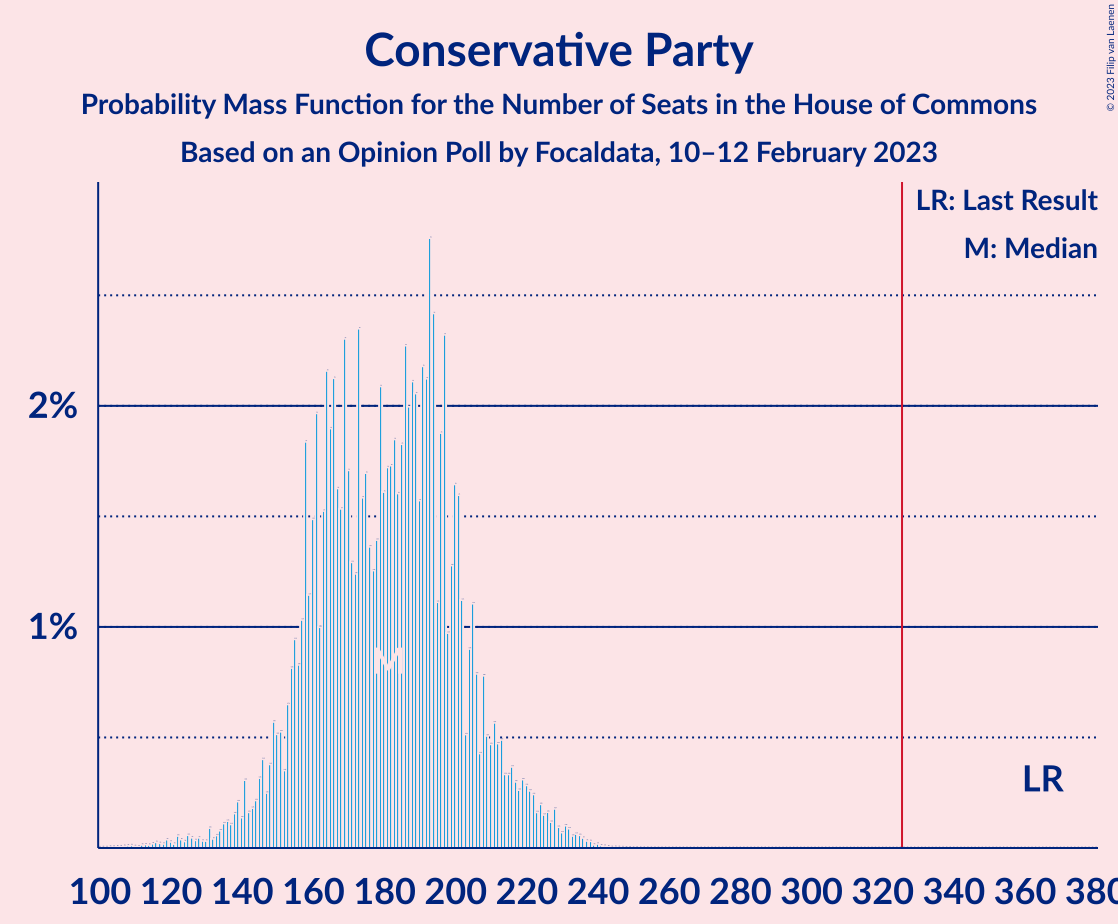 Conservative Party
Probability Mass Function for the Number of Seats in the House of Commons
Based on an Opinion Poll by Focaldata, 10–12 February 2023
© 2023 Filip van Laenen
LR: Last Result
M: Median
2%
1%
M
LR
100 120 140 160 180 200 220 240 260 280 300 320 340 360 380